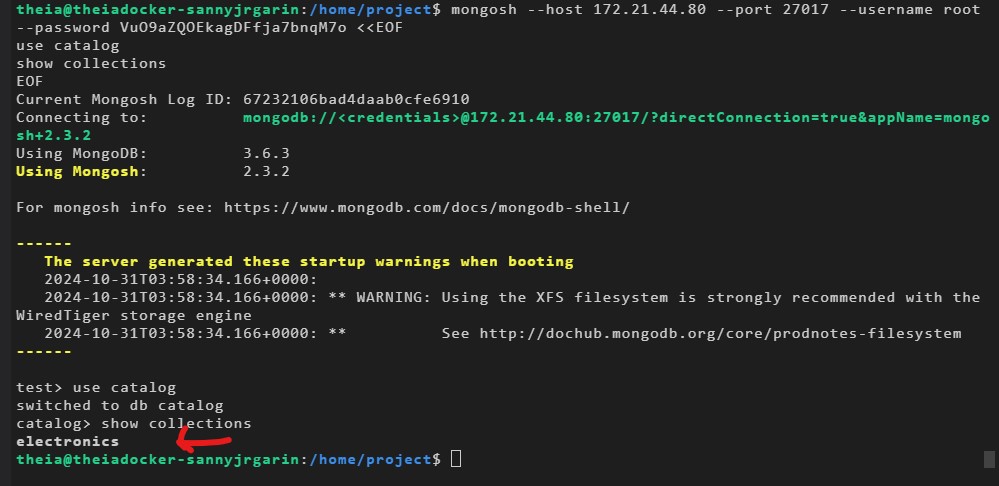 theia@theiadocker-sannyjrgarin:/home/project$ mongosh --host 172.21.44.80 --port 27017 --username root
--password VuO9aZQOEkagDFfja7bnqM7o <<EOF
use catalog
show collections
EOF
Current Mongosh Log ID: 67232106bad4daab0cfe6910
Connecting to:          mongodb://<credentials>@172.21.44.80:27017/?directConnection=true&appName=mongo
sh+2.3.2
Using MongoDB:          3.6.3
Using Mongosh:          2.3.2
For mongosh info see: https://www.mongodb.com/docs/mongodb-shell/
------
   The server generated these startup warnings when booting
   2024-10-31T03:58:34.166+0000:
   2024-10-31T03:58:34.166+0000: ** WARNING: Using the XFS filesystem is strongly recommended with the
WiredTiger storage engine
   2024-10-31T03:58:34.166+0000: **          See http://dochub.mongodb.org/core/prodnotes-filesystem
------
test> use catalog
switched to db catalog
catalog> show collections
electronics
theia@theiadocker-sannyjrgarin:/home/project$